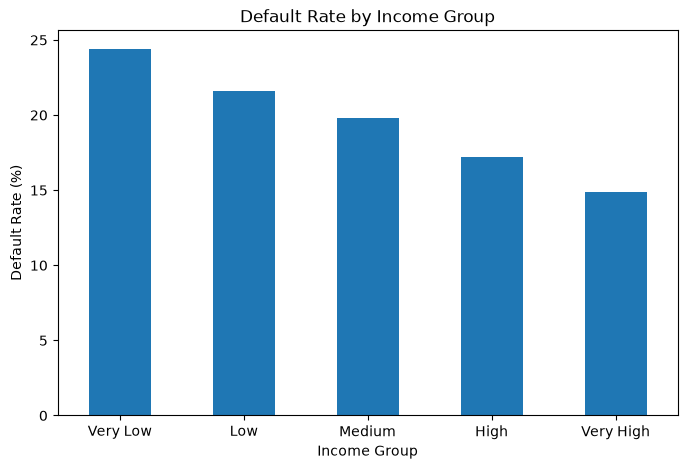 Default Rate by Income Group
25
20
15
10
5
0
Default Rate (%)
Very Low Low Medium High Very High
Income Group